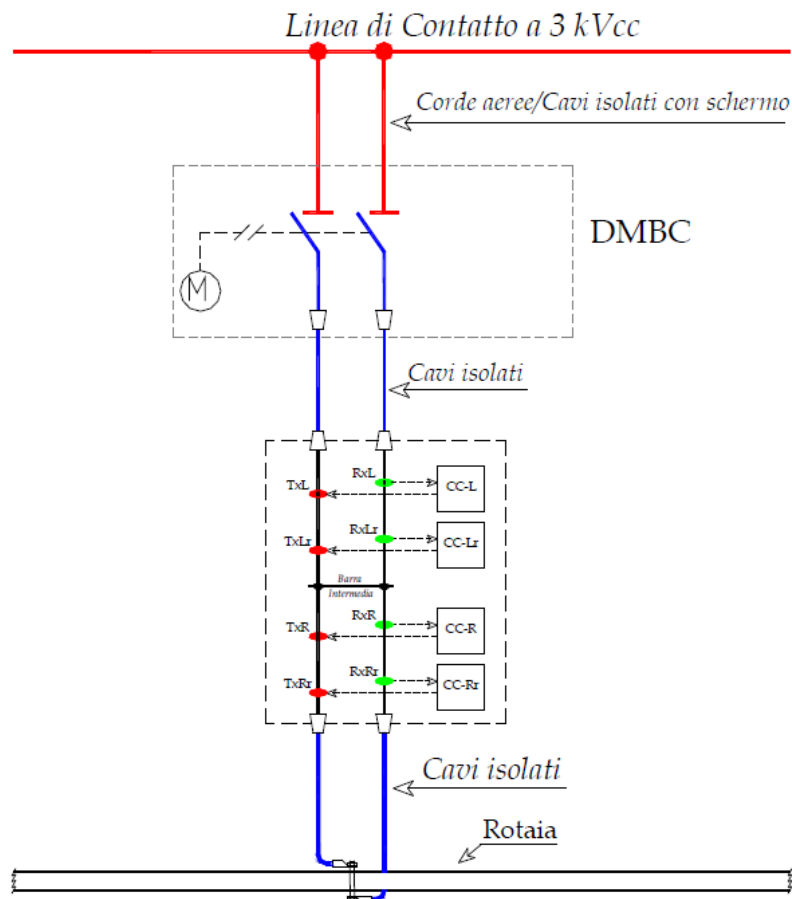 Linea di Contatto a 3 kVcc
Corde aeree/Cavi isolati con schermo
DMBC
M
Cavi isolati
TxL
RxL
CC-L
TxLr
RxLr
CC-Lr
Barra
Intermedia
TxR
RxR
CC-R
TxRr
RxRr
CC-Rr
Cavi isolati
Rotaia